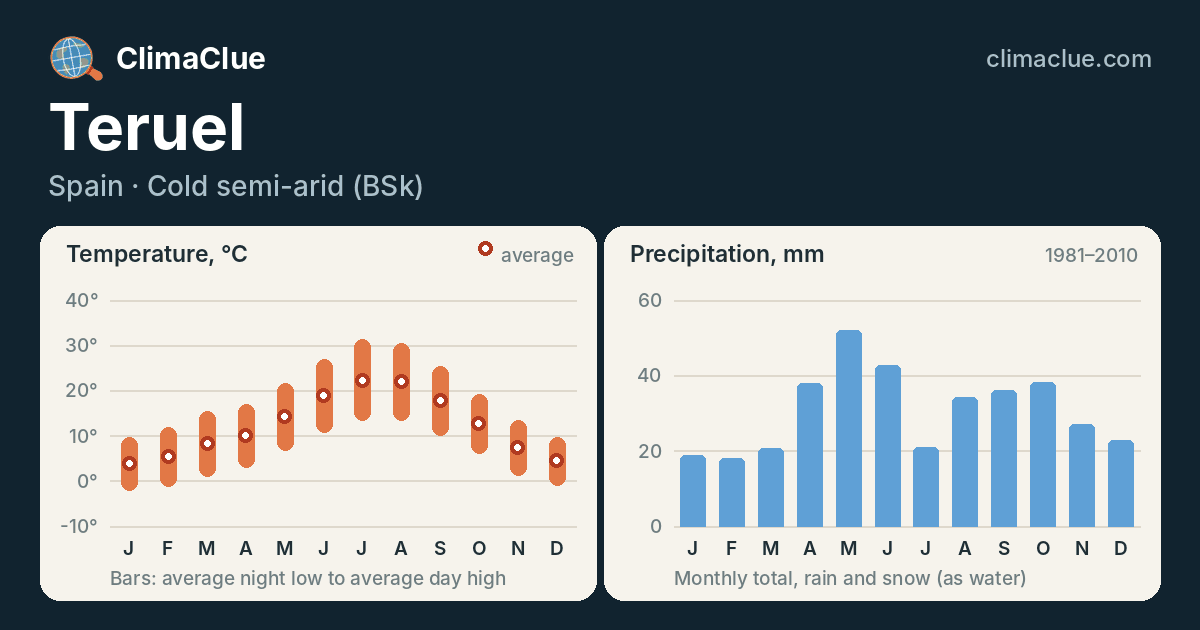 ClimaClue
climaclue.com
Teruel
Spain · Cold semi-arid (BSk)
Temperature, °C
average
40°
30°
20°
10°
0°
-10°
J F M A M J J A S O N D
Bars: average night low to average day high
Precipitation, mm
1981–2010
60
40
20
0
J F M A M J J A S O N D
Monthly total, rain and snow (as water)